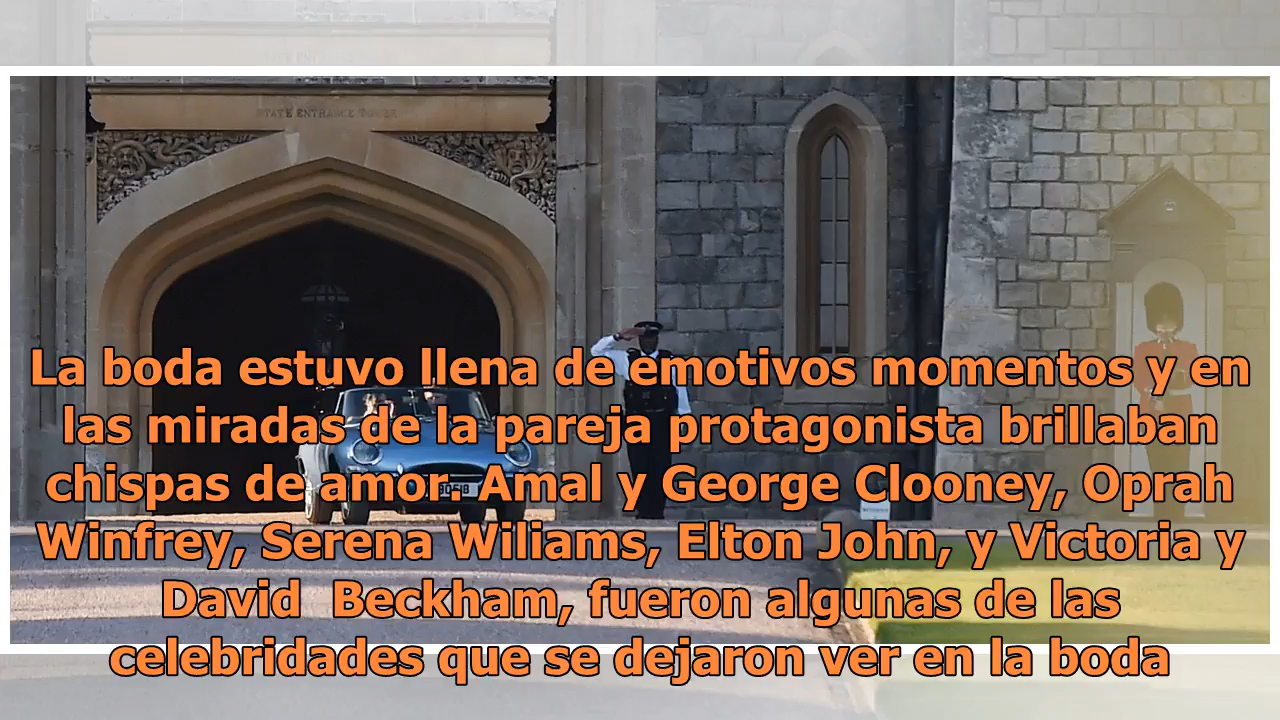 STATE ENTRANCE TOWER
La boda estuvo llena de emotivos momentos y en
las miradas de la pareja protagonista brillaban
chispas de amor. Amal y George Clooney, Oprah
Winfrey, Serena Wiliams, Elton John, y Victoria y
David  Beckham, fueron algunas de las
celebridades que se dejaron ver en la boda